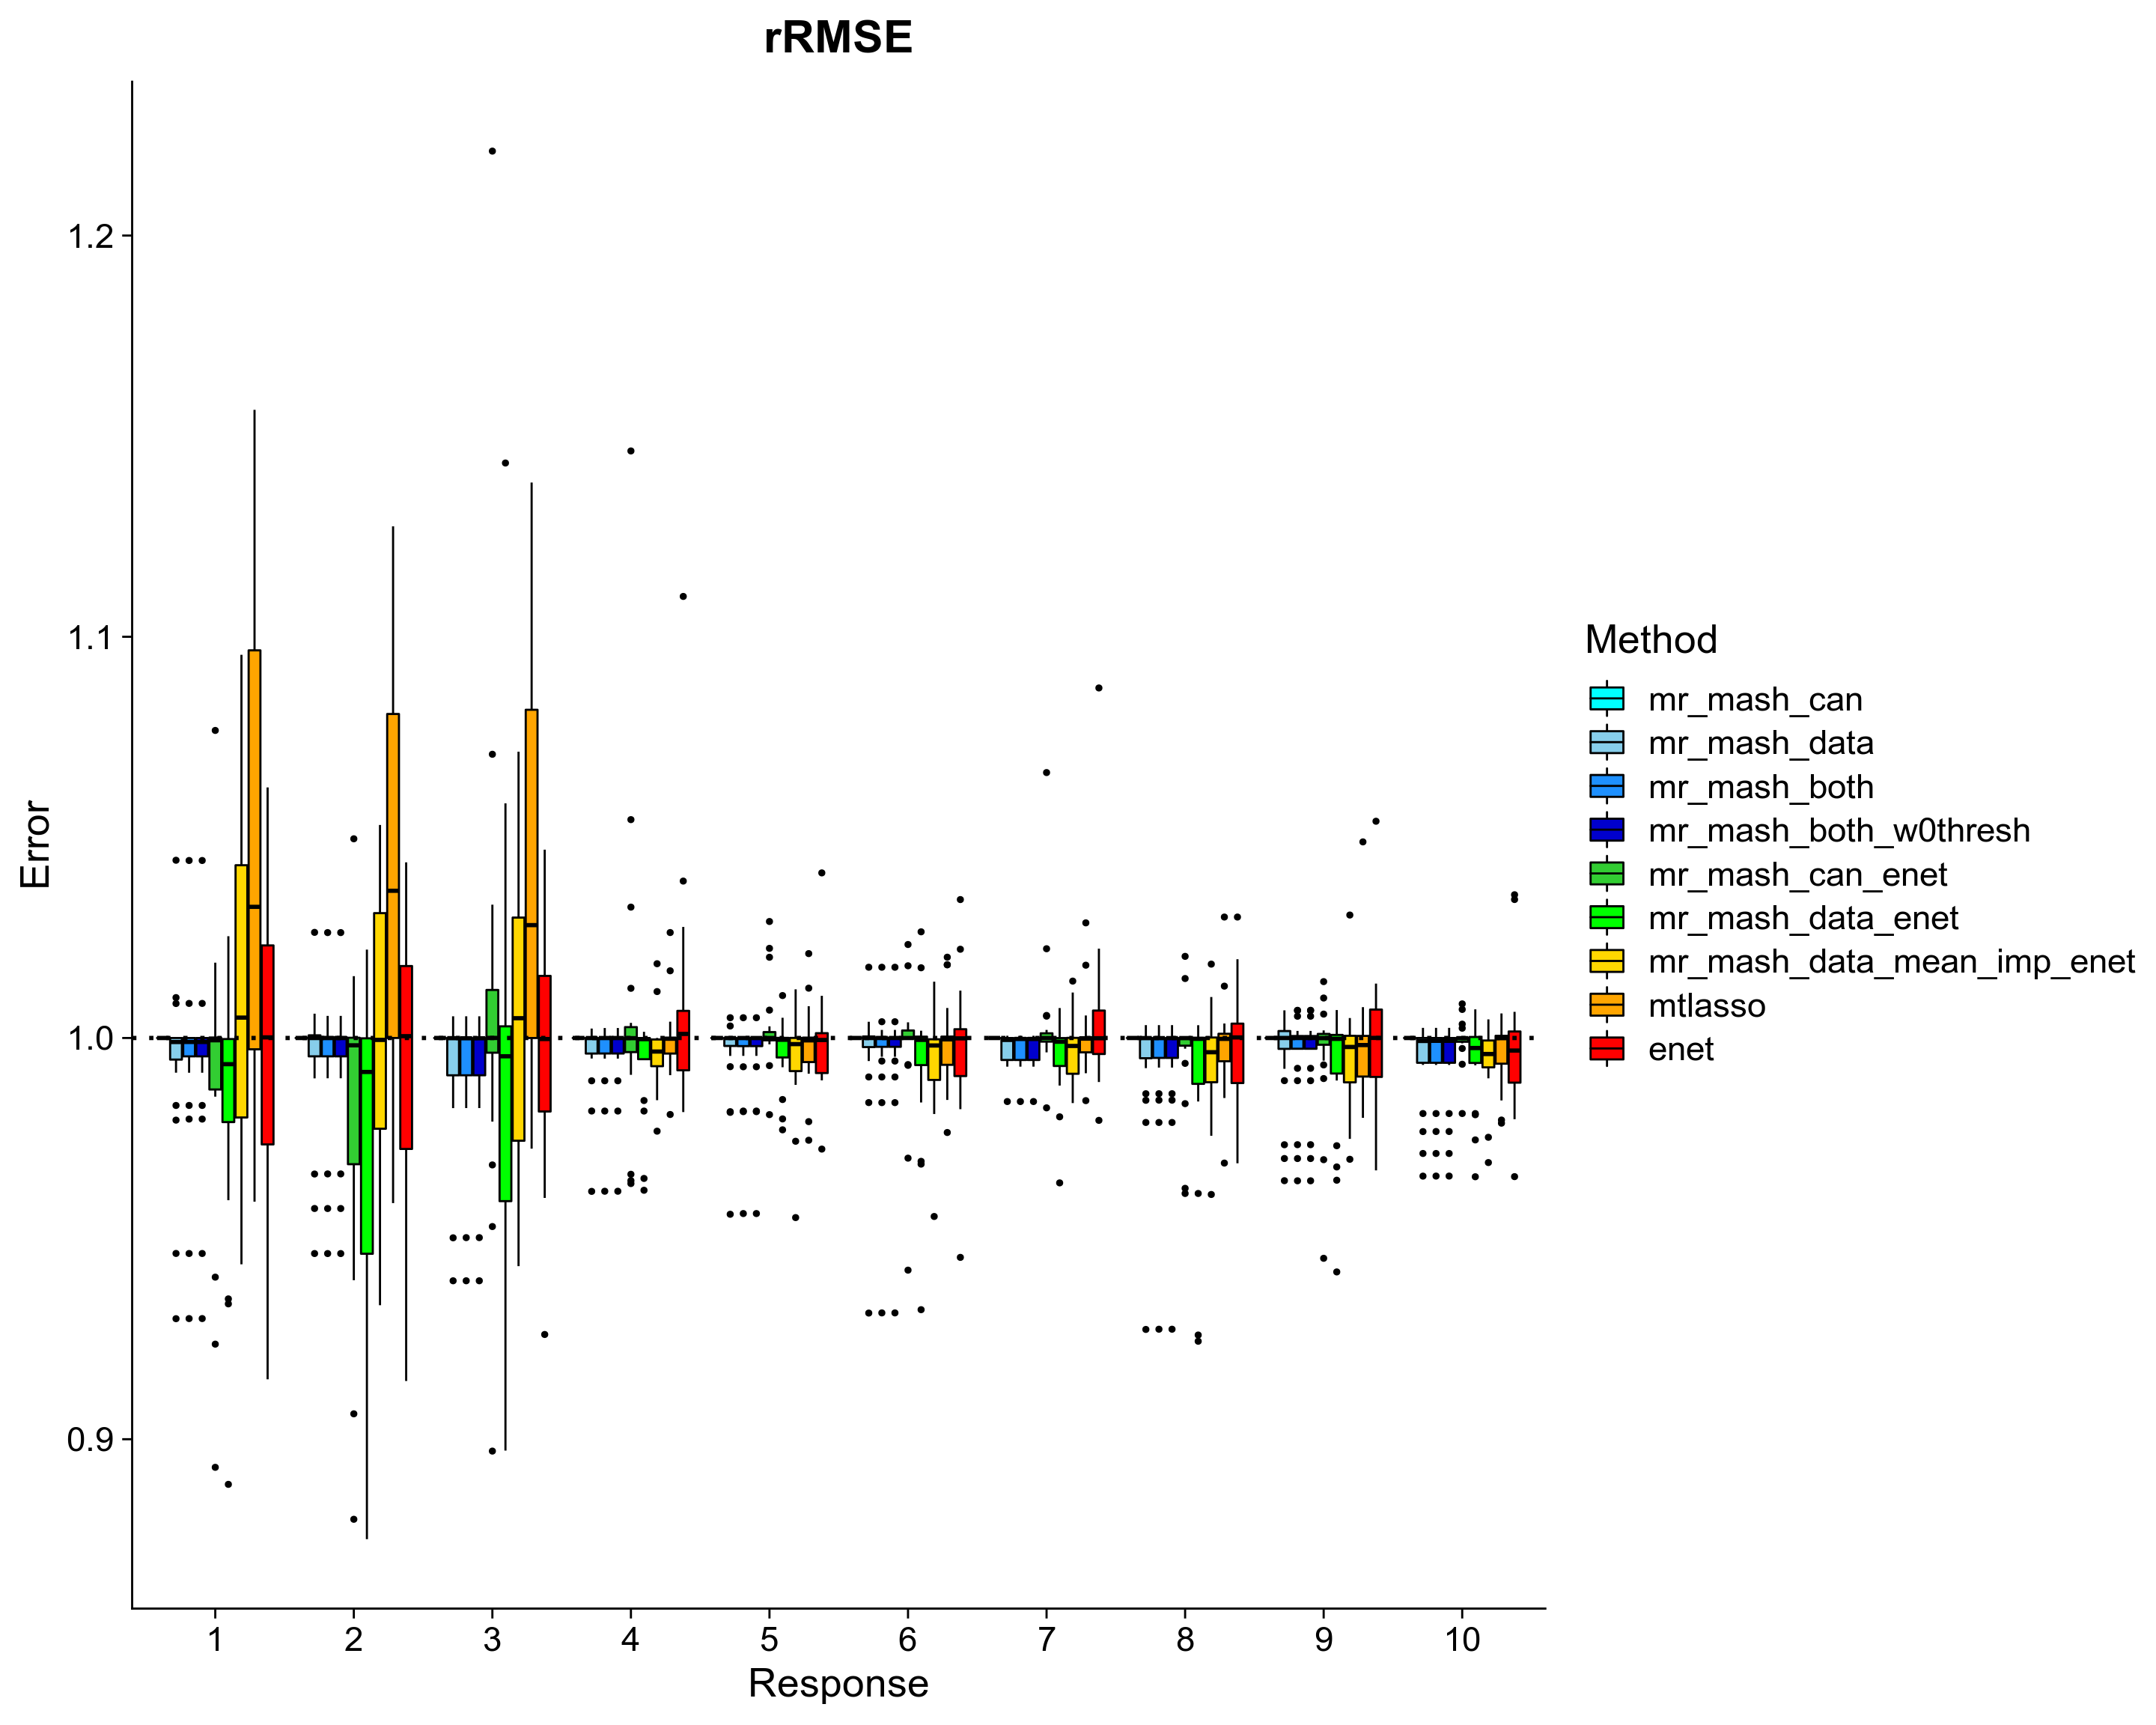 rRMSE
Error
1.2
1.1
1.0
0.9
1 2 3 4 5 6 7 8 9 10
Response
Method
mr_mash_can
mr_mash_data
mr_mash_both
mr_mash_both_w0thresh
mr_mash_can_enet
mr_mash_data_enet
mr_mash_data_mean_imp_enet
mtlasso
enet